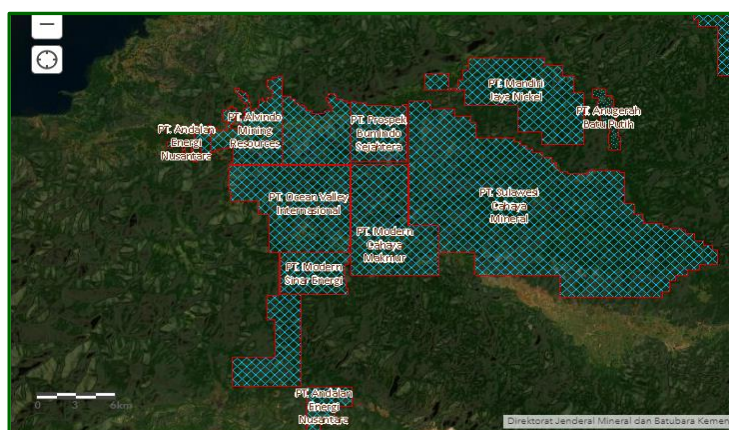 PT. Mandiri
Jaya Nickel
PT. Anugerah
Batu Putih
PT. Alvindo
Mining
Resources
PT. Prospek
Bumindo
Sejahtera
PT. Andalan
Energi
Nusantara
PT. Ocean Valley
Internasional
PT. Sulawesi
Cahaya
Mineral
PT. Modern
Cahaya
Makmur
PT. Modern
Sinar Energi
PT. Andalan
Energi
Nusantara
0 3 6km
Direktorat Jenderal Mineral dan Batubara Kemen